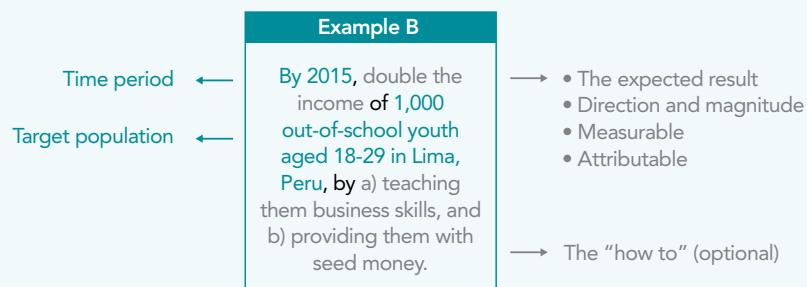 Example B
Time period
Target population
By 2015, double the
income of 1,000
out-of-school youth
aged 18-29 in Lima,
Peru, by a) teaching
them business skills, and
b) providing them with
seed money.
• The expected result
• Direction and magnitude
• Measurable
• Attributable
The “how to” (optional)